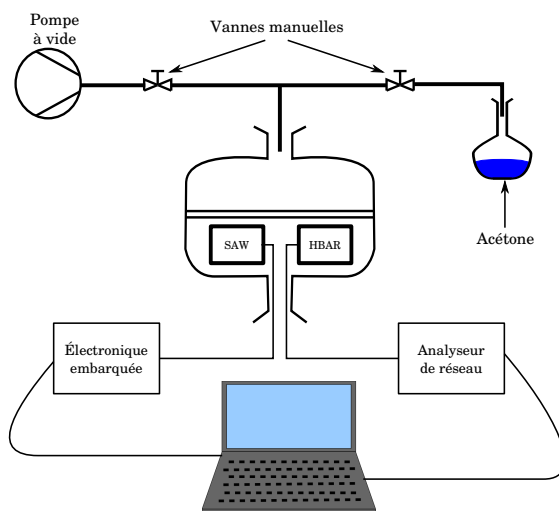 Pompe
à vide
Vannes manuelles
Acétone
SAW
HBAR
Électronique
embarquée
Analyseur
de réseau